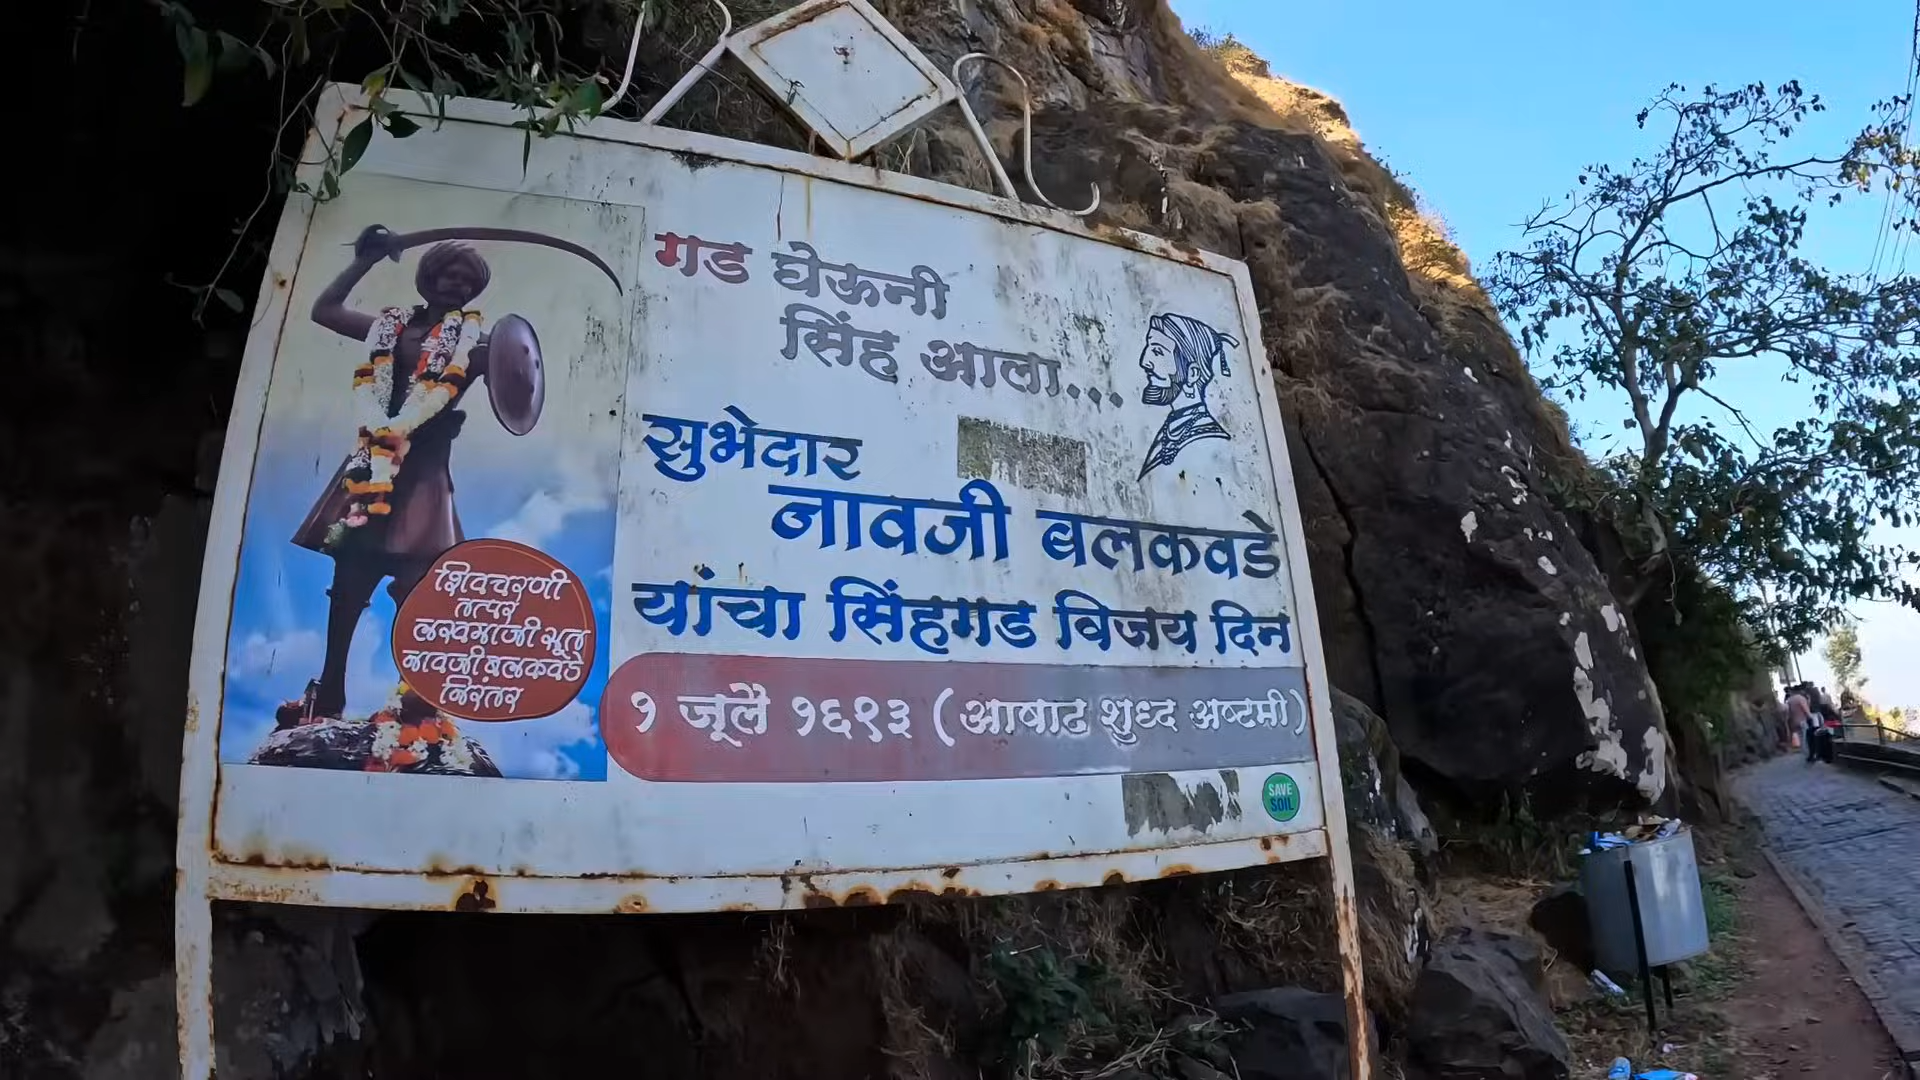 गड घेऊनी
सिंह आला...
सुभेदार
नावजी बलकवडे
यांचा सिंहगड विजय दिन
१ जूलै १६९३ (आषाढ शुध्द अष्टमी)
शिवचरणी
तत्पर
लखमाजी सूत
नावजी बलकवडे
निरंतर
SAVE
SOIL